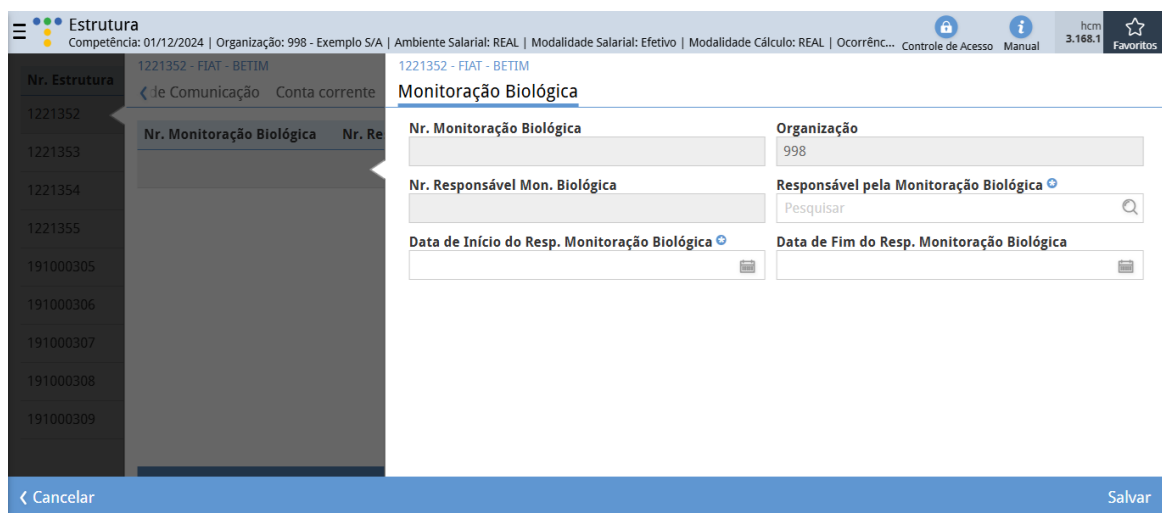 Estrutura
Competência: 01/12/2024 | Organização: 998 - Exemplo S/A | Ambiente Salarial: REAL | Modalidade Salarial: Efetivo | Modalidade Cálculo: REAL | Ocorrênc...
Controle de Acesso
Manual
hcm
3.168.1
Favoritos
Nr. Estrutura
1221352
1221353
1221354
1221355
191000305
191000306
191000307
191000308
191000309
1221352 - FIAT - BETIM
de Comunicação Conta corrente
Nr. Monitoração Biológica Nr. Re
1221352 - FIAT - BETIM
Monitoração Biológica
Nr. Monitoração Biológica
Organização
998
Nr. Responsável Mon. Biológica
Responsável pela Monitoração Biológica
Pesquisar
Data de Início do Resp. Monitoração Biológica
Data de Fim do Resp. Monitoração Biológica
Cancelar
Salvar